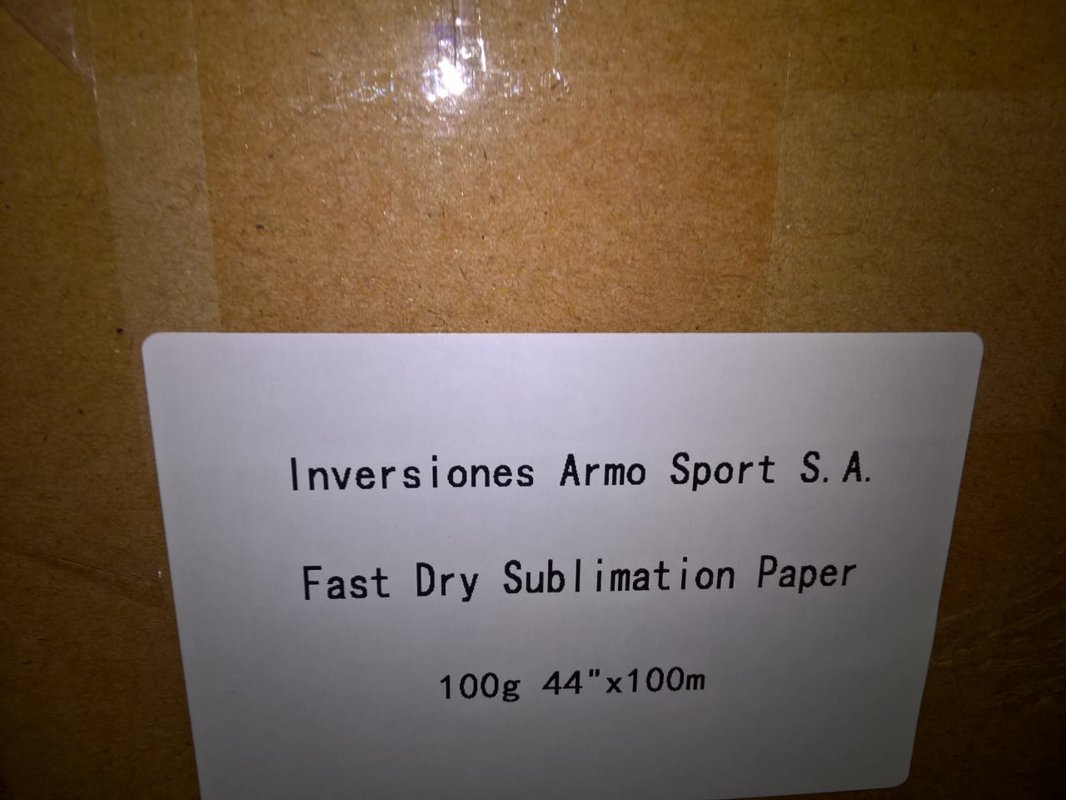 Inversiones Armo Sport S.A.
Fast Dry Sublimation Paper
100g 44"x100m